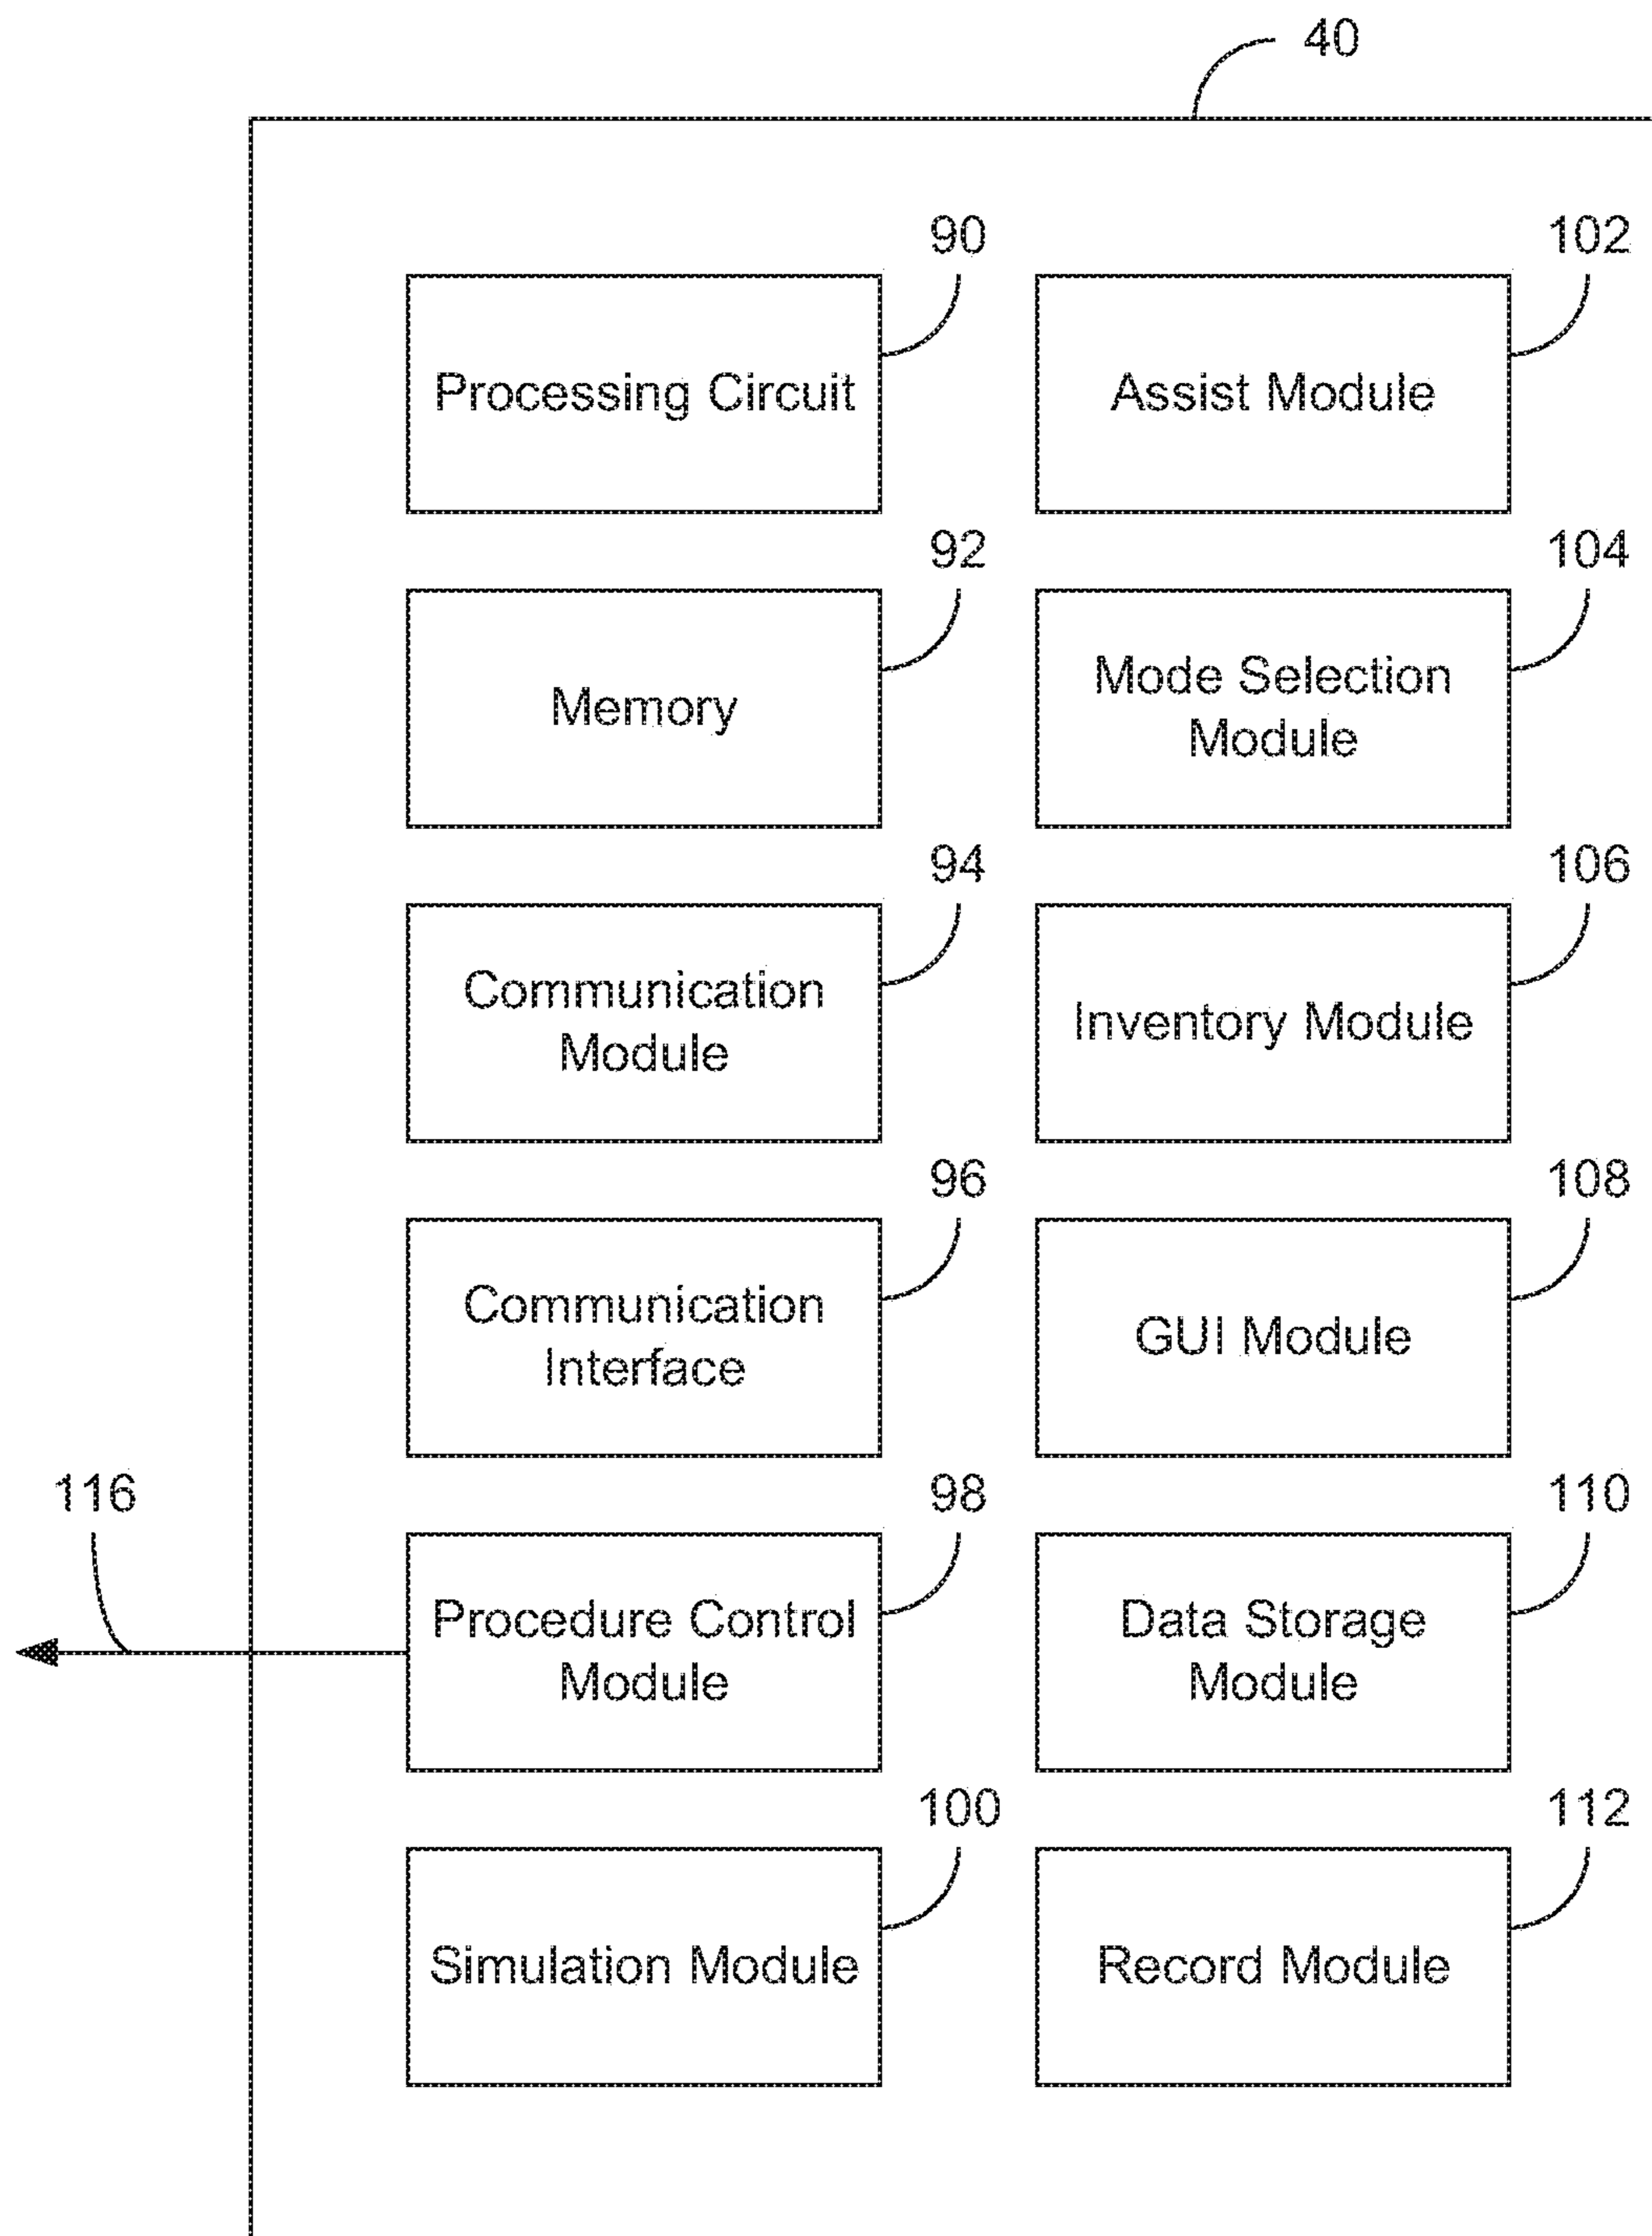 40
90
102
Processing Circuit
Assist Module
92
104
Memory
Mode Selection
Module
94
106
Communication
Module
Inventory Module
96
108
Communication
Interface
GUI Module
116
98
110
Procedure Control
Module
Data Storage
Module
100
112
Simulation Module
Record Module